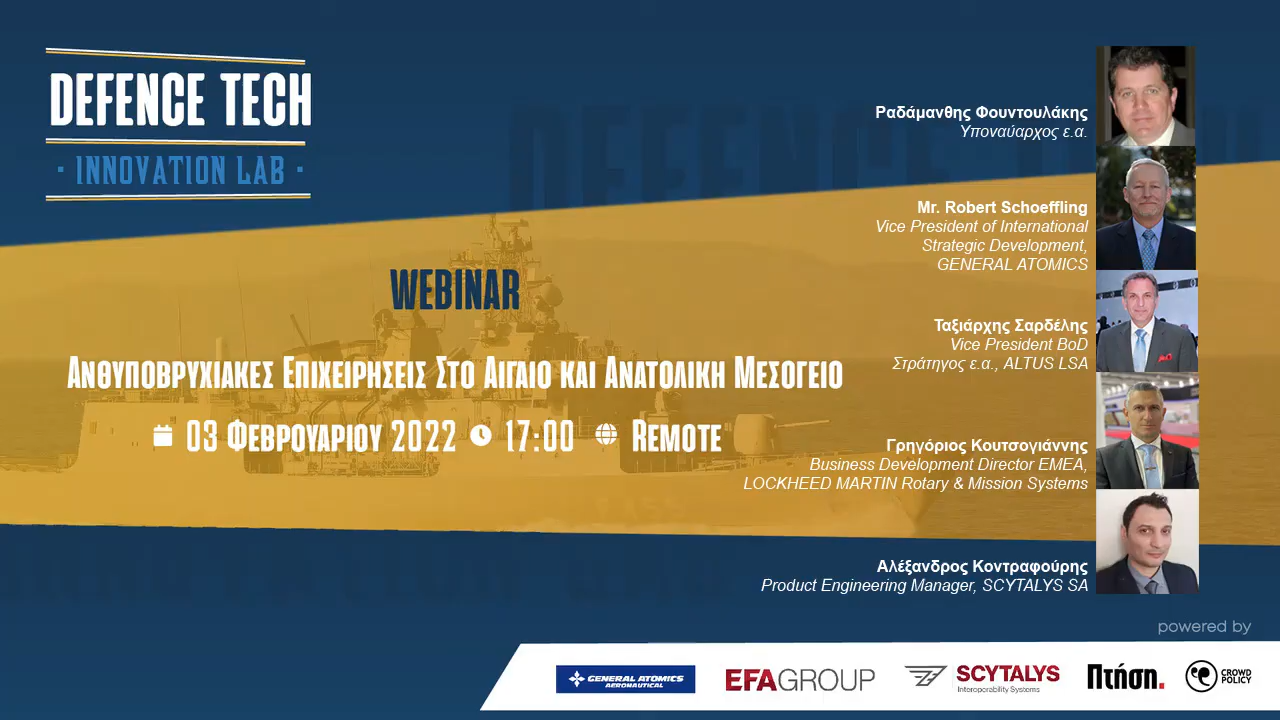 DEFENCE TECH
· INNOVATION LAB ·
WEBINAR
ΑΝΘΥΠΟΒΡΥΧΙΑΚΕΣ ΕΠΙΧΕΙΡΗΣΕΙΣ ΣΤΟ ΑΙΓΑΙΟ ΚΑΙ ΑΝΑΤΟΛΙΚΗ ΜΕΣΟΓΕΙΟ
03 ΦΕΒΡΟΥΑΡΙΟΥ 2022 17:00 REMOTE
Ραδάμανθης Φουντουλάκης
Υποναύαρχος ε.α.
Mr. Robert Schoeffling
Vice President of International
Strategic Development,
GENERAL ATOMICS
Ταξιάρχης Σαρδέλης
Vice President BoD
Στράτηγος ε.α., ALTUS LSA
Γρηγόριος Κουτσογιάννης
Business Development Director EMEA,
LOCKHEED MARTIN Rotary & Mission Systems
Αλέξανδρος Κοντραφούρης
Product Engineering Manager, SCYTALYS SA
powered by
GENERAL ATOMICS
AERONAUTICAL
EFAGROUP
SCYTALYS
Interoperability Systems
Πτήση.
CROWD
POLICY